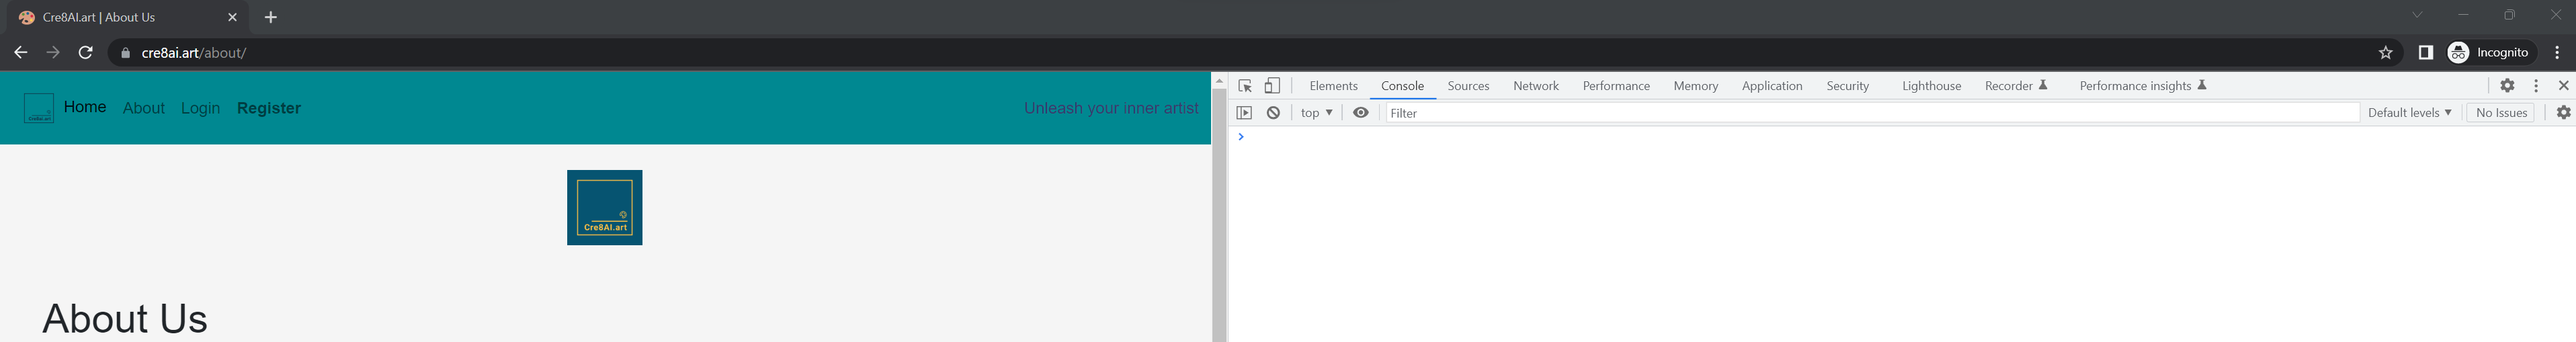 Cre8AI.art | About Us
cre8ai.art/about/
Incognito
Home About Login Register
Unleash your inner artist
Cre8AI.art
About Us
Elements Console Sources Network Performance Memory Application Security Lighthouse Recorder Performance insights
top Filter Default levels No Issues